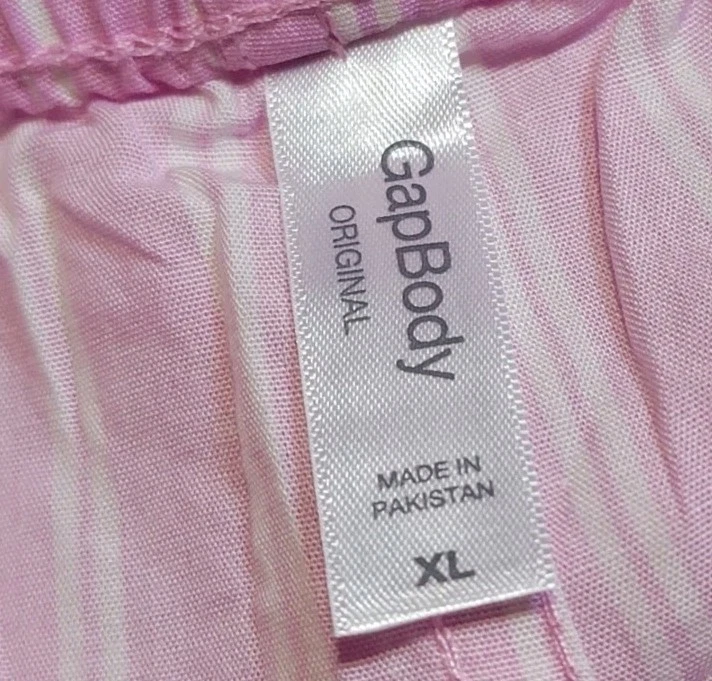 GapBody
ORIGINAL
MADE IN
PAKISTAN
XL